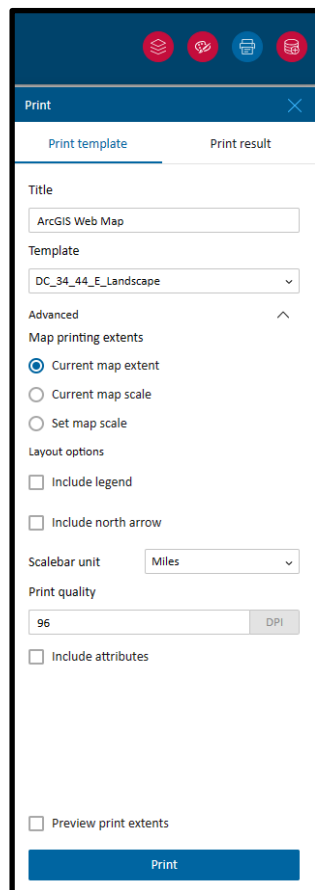 Print
Print template
Print result
Title
ArcGIS Web Map
Template
DC_34_44_E_Landscape
Advanced
Map printing extents
Current map extent
Current map scale
Set map scale
Layout options
Include legend
Include north arrow
Scalebar unit
Miles
Print quality
96
DPI
Include attributes
Preview print extents
Print